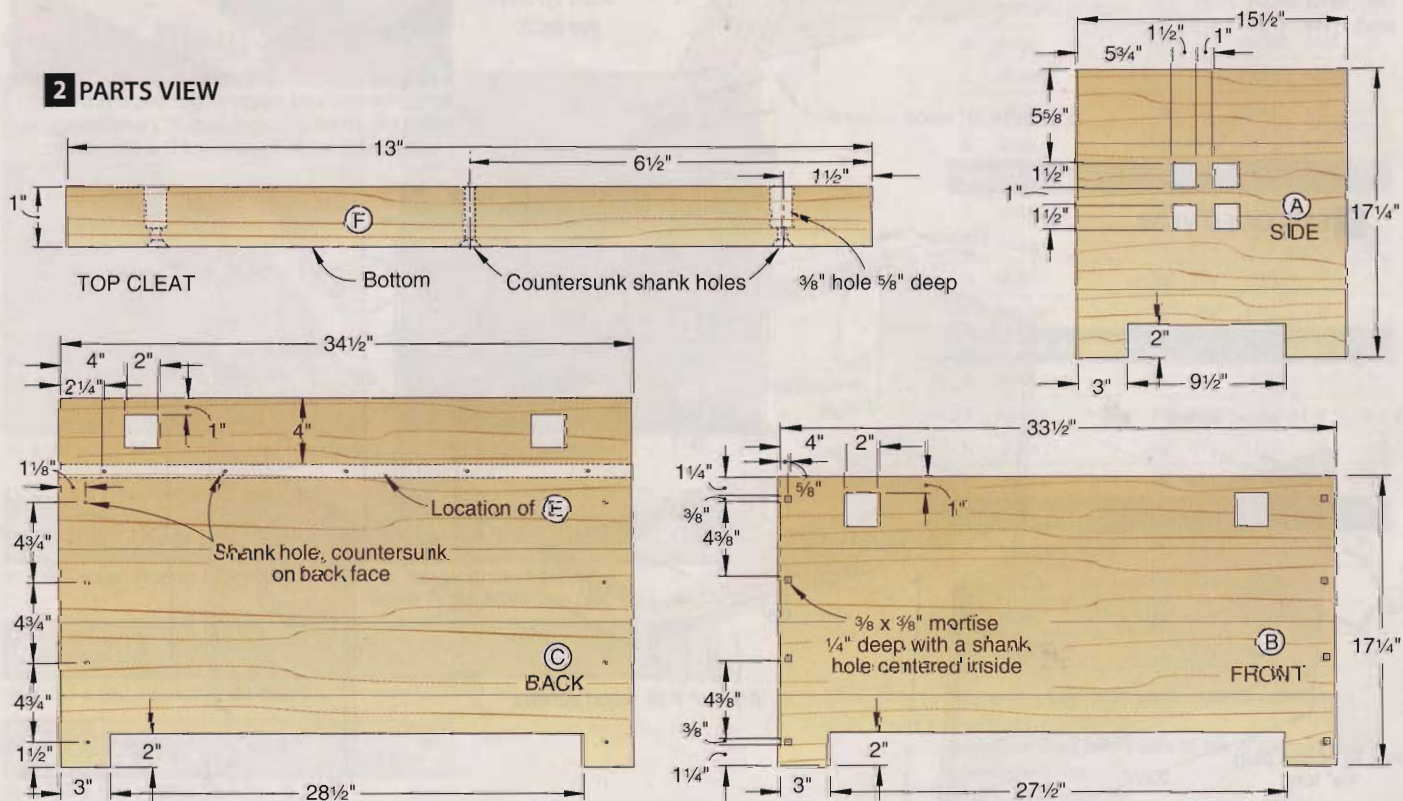 2 PARTS VIEW
13"
6½"
1½"
1"
F
TOP CLEAT
Bottom
Countersunk shank holes
⅜" hole ⅝" deep
15½"
1½"
1"
5¾"
5⅝"
1½"
1"
1½"
A
SIDE
17¼"
2"
3"
9½"
34½"
4"
2"
2¼"
1"
4"
1⅛"
Location of E
4¾"
Shank hole, countersunk
on back face
4¾"
4¾"
C
BACK
1½"
2"
3"
28½"
33½"
4"
2"
1¼"
⅝"
1"
⅜"
4⅜"
⅜ x ⅜" mortise
¼" deep with a shank
hole centered inside
B
FRONT
17¼"
4⅜"
⅜"
1¼"
2"
3"
27½"